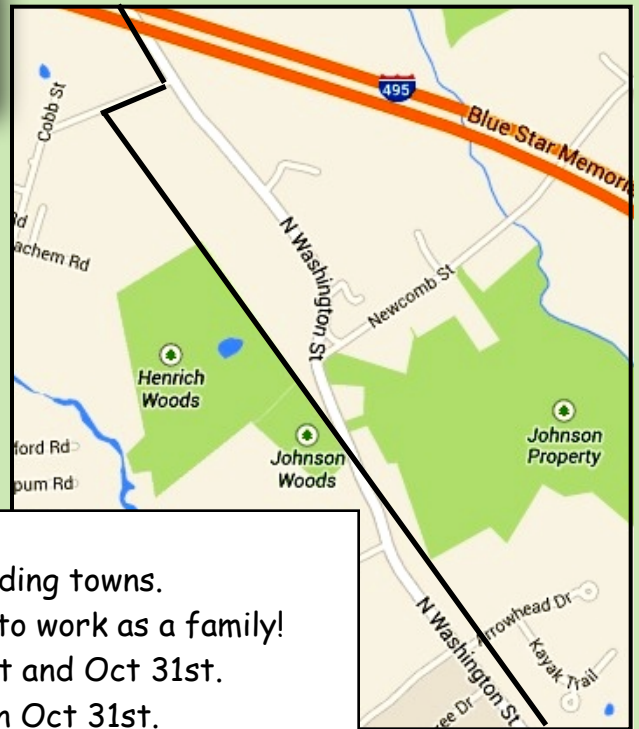 495
Blue Star Memori
Cobb St
Rd
achem Rd
N Washington St
Newcomb St
Henrich
Woods
Johnson
Woods
Johnson
Property
ford Rd
pum Rd
N Washington St
Arrowhead Dr
Kayak Trail
ee Dr
ding towns.
to work as a family!
t and Oct 31st.
n Oct 31st.